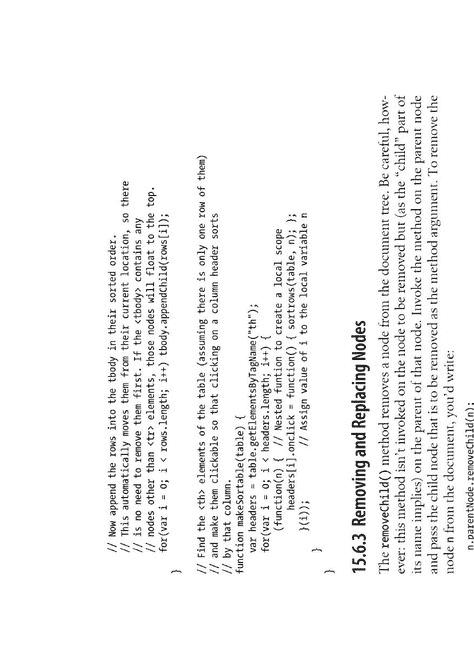 // Now append the rows into the tbody in their sorted order.
// This automatically moves them from their current location, so there
// is no need to remove them first. If the <tbody> contains any
// nodes other than <tr> elements, those nodes will float to the top.
for(var i = 0; i < rows.length; i++) tbody.appendChild(rows[i]);
}
// Find the <th> elements of the table (assuming there is only one row of them)
// and make them clickable so that clicking on a column header sorts
// by that column.
function makeSortable(table) {
var headers = table.getElementsByTagName("th");
for(var i = 0; i < headers.length; i++) {
(function(n) { // Nested funtion to create a local scope
headers[i].onclick = function() { sortrows(table, n); };
}(i)); // Assign value of i to the local variable n
}
}
15.6.3 Removing and Replacing Nodes
The removeChild() method removes a node from the document tree. Be careful, how-
ever: this method isn't invoked on the node to be removed but (as the "child" part of
its name implies) on the parent of that node. Invoke the method on the parent node
and pass the child node that is to be removed as the method argument. To remove the
node n from the document, you'd write:
n.parentNode.removeChild(n);